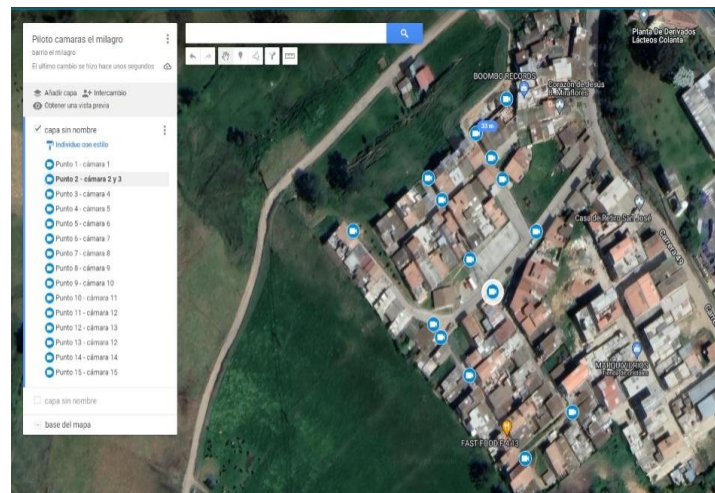 Piloto camaras el milagro
barrio el milagro
El ultimo cambio se hizo hace unos segundos
Añadir capa
Intercambio
Obtener una vista previa
capa sin nombre
Individuo con estilo
Punto 1 - cámara 1
Punto 2 - cámara 2 y 3
Punto 3 - cámara 4
Punto 4 - cámara 5
Punto 5 - cámara 6
Punto 6 - cámara 7
Punto 7 - cámara 8
Punto 8 - cámara 9
Punto 9 - cámara 10
Punto 10 - cámara 11
Punto 11 - cámara 12
Punto 12 - cámara 13
Punto 13 - cámara 12
Punto 14 - cámara 14
Punto 15 - cámara 15
capa sin nombre
base del mapa
Planta De Derivados
Lácteos Colanta
BOOMBO RECORDS
Corazón de Jesús
B. Miraflores
33 m
Casa de Retiro San José
Carrera 49
MARQUIVIDRIOS
FAST FOOD F